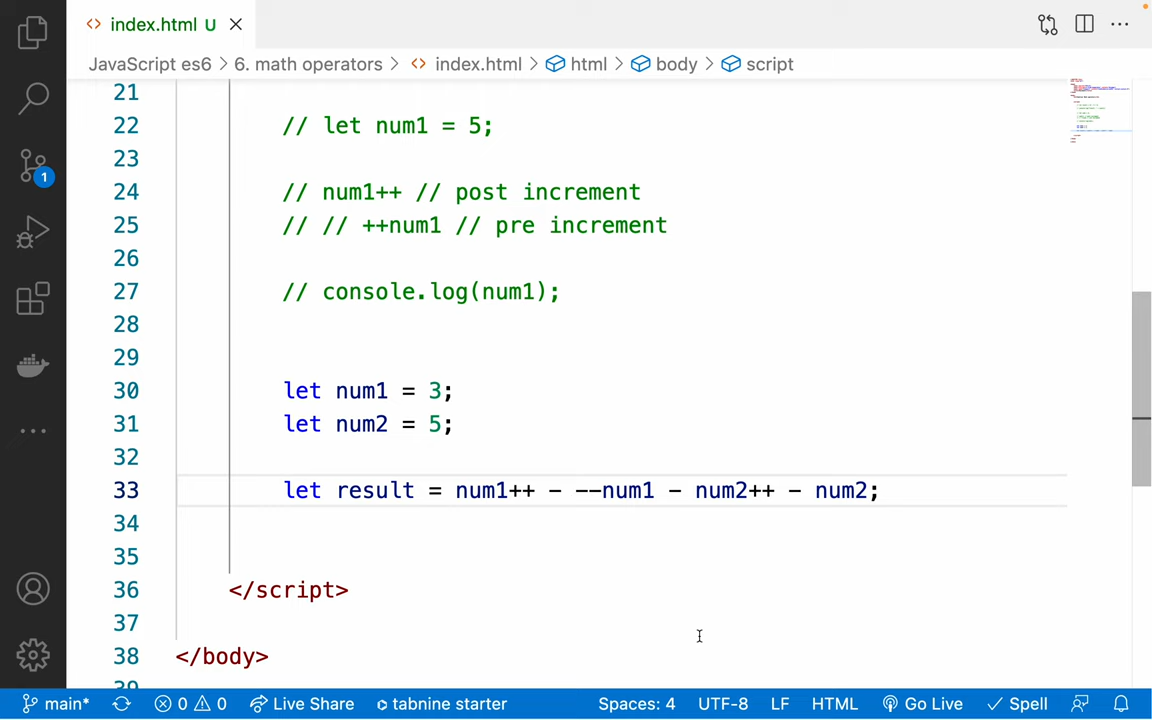 index.html U
JavaScript es6 > 6. math operators > index.html > html > body > script
21
22 // let num1 = 5;
23
24 // num1++ // post increment
25 // // ++num1 // pre increment
26
27 // console.log(num1);
28
29
30 let num1 = 3;
31 let num2 = 5;
32
33 let result = num1++ - --num1 - num2++ - num2;
34
35
36 </script>
37
38 </body>
1
main* 0 0 Live Share tabnine starter Spaces: 4 UTF-8 LF HTML Go Live Spell